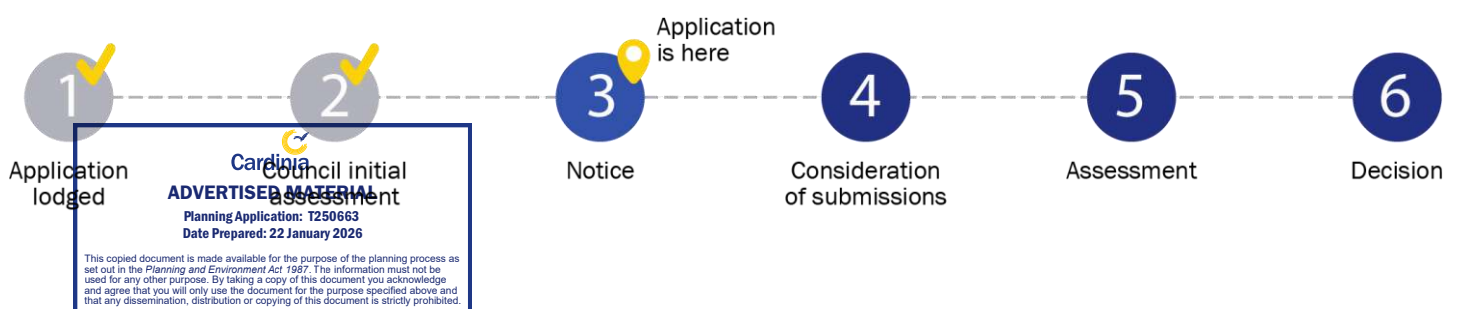 Application
is here
1
2
3
4
5
6
Application
lodged
Council initial
assessment
Notice
Consideration
of submissions
Assessment
Decision
Cardinia
ADVERTISED MATERIAL
Planning Application: T250663
Date Prepared: 22 January 2026
This copied document is made available for the purpose of the planning process as
set out in the Planning and Environment Act 1987. The information must not be
used for any other purpose. By taking a copy of this document you acknowledge
and agree that you will only use the document for the purpose specified above and
that any dissemination, distribution or copying of this document is strictly prohibited.